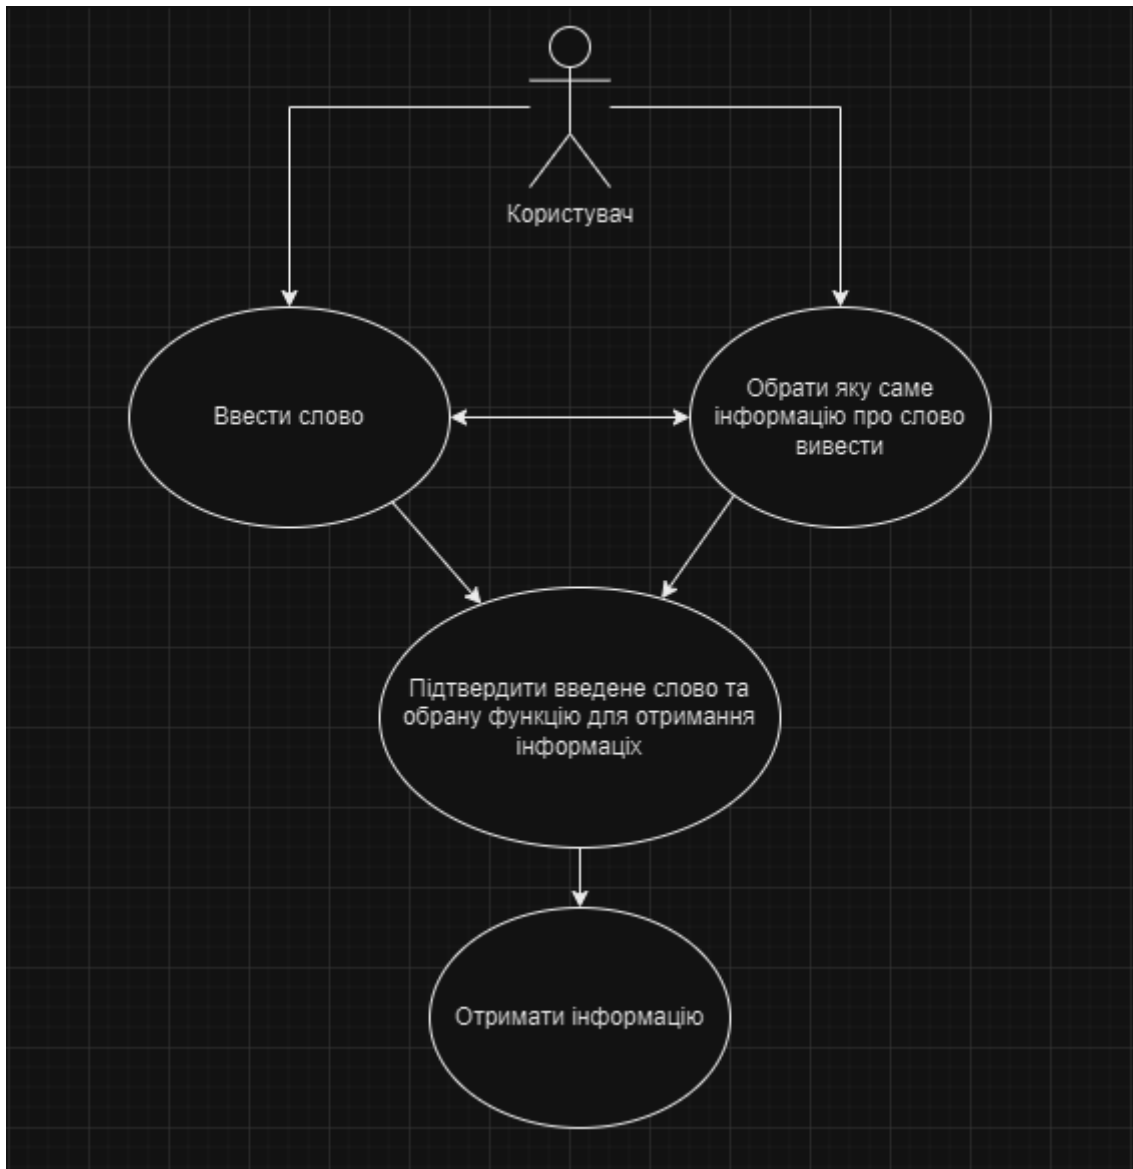 Користувач
Ввести слово
Обрати яку саме
інформацію про слово
вивести
Підтвердити введене слово та
обрану функцію для отримання
інформаціх
Отримати інформацію